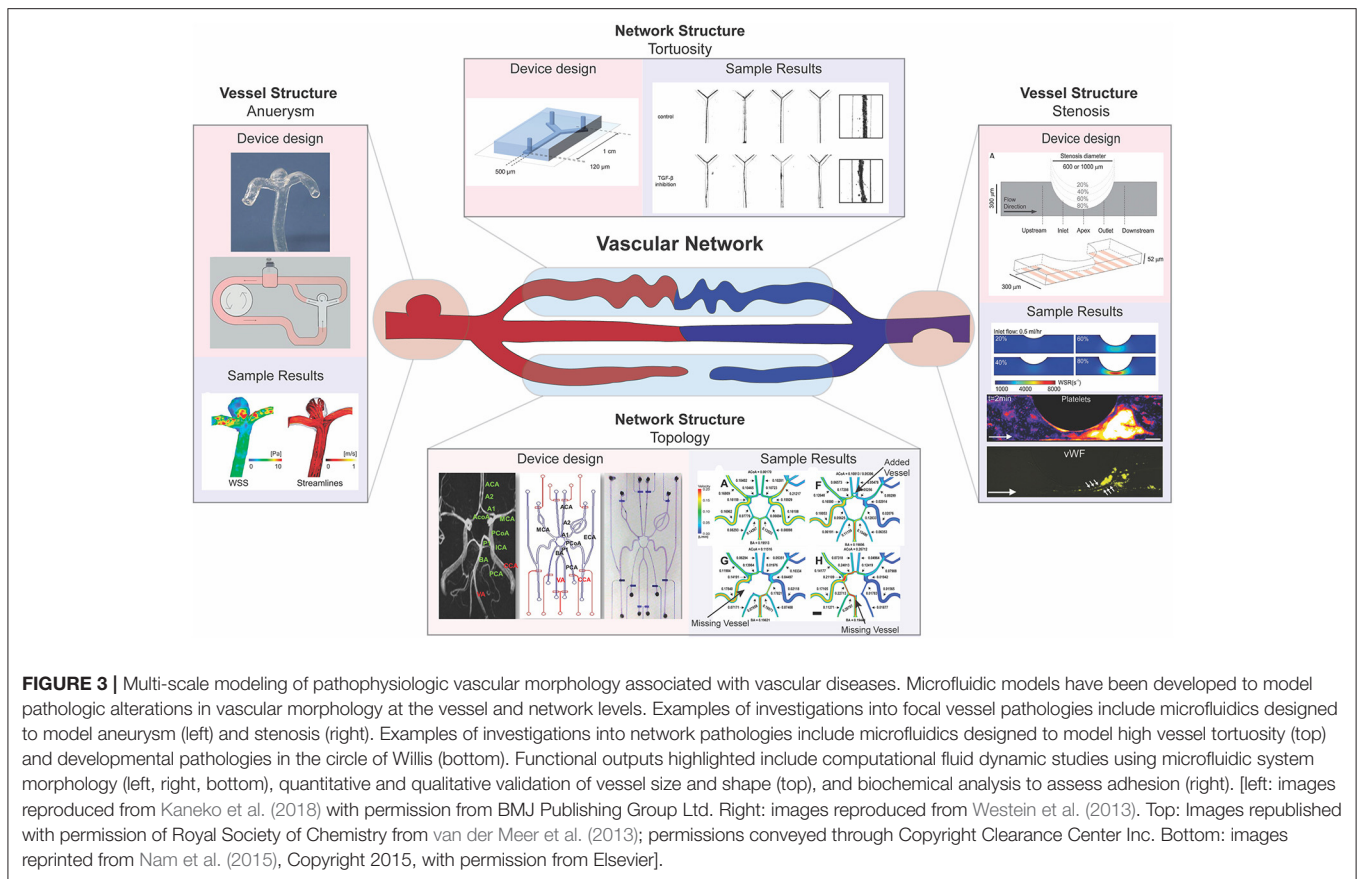 Network Structure
Tortuosity
Device design
Sample Results
1 cm
120 µm
500 µm
control
TGF-β
inhibition
Vessel Structure
Anuerysm
Device design
Sample Results
[Pa]
0
10
WSS
[m/s]
0
1
Streamlines
Vascular Network
Vessel Structure
Stenosis
Device design
A
Stenosis diameter
600 or 1000 µm
20%
40%
60%
80%
300 µm
Flow
Direction
Upstream
Inlet
Apex
Outlet
Downstream
52 µm
300 µm
Sample Results
Inlet flow: 0.5 ml/hr
20%
60%
40%
80%
WSR(s⁻¹)
1000
4000
8000
t=2min
Platelets
vWF
Network Structure
Topology
Device design
ACA
A2
A1
AcoA
MCA
PCoA
P1
ICA
BA
PCA
CCA
VA
ACA
A2
MCA
A1
PCoA
ECA
P1
BA
PCA
VA
CCA
Sample Results
A
F
Added
Vessel
G
H
Missing Vessel
Missing Vessel
FIGURE 3 | Multi-scale modeling of pathophysiologic vascular morphology associated with vascular diseases. Microfluidic models have been developed to model
pathologic alterations in vascular morphology at the vessel and network levels. Examples of investigations into focal vessel pathologies include microfluidics designed
to model aneurysm (left) and stenosis (right). Examples of investigations into network pathologies include microfluidics designed to model high vessel tortuosity (top)
and developmental pathologies in the circle of Willis (bottom). Functional outputs highlighted include computational fluid dynamic studies using microfluidic system
morphology (left, right, bottom), quantitative and qualitative validation of vessel size and shape (top), and biochemical analysis to assess adhesion (right). [left: images
reproduced from Kaneko et al. (2018) with permission from BMJ Publishing Group Ltd. Right: images reproduced from Westein et al. (2013). Top: Images republished
with permission of Royal Society of Chemistry from van der Meer et al. (2013); permissions conveyed through Copyright Clearance Center Inc. Bottom: images
reprinted from Nam et al. (2015), Copyright 2015, with permission from Elsevier].